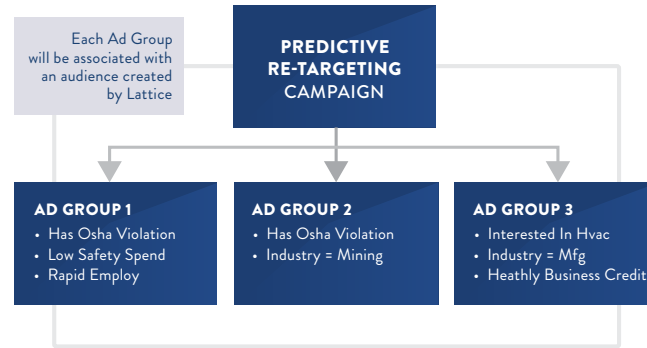 Each Ad Group
will be associated with
an audience created
by Lattice
PREDICTIVE
RE-TARGETING
CAMPAIGN
AD GROUP 1
• Has Osha Violation
• Low Safety Spend
• Rapid Employ
AD GROUP 2
• Has Osha Violation
• Industry = Mining
AD GROUP 3
• Interested In Hvac
• Industry = Mfg
• Heathly Business Credit